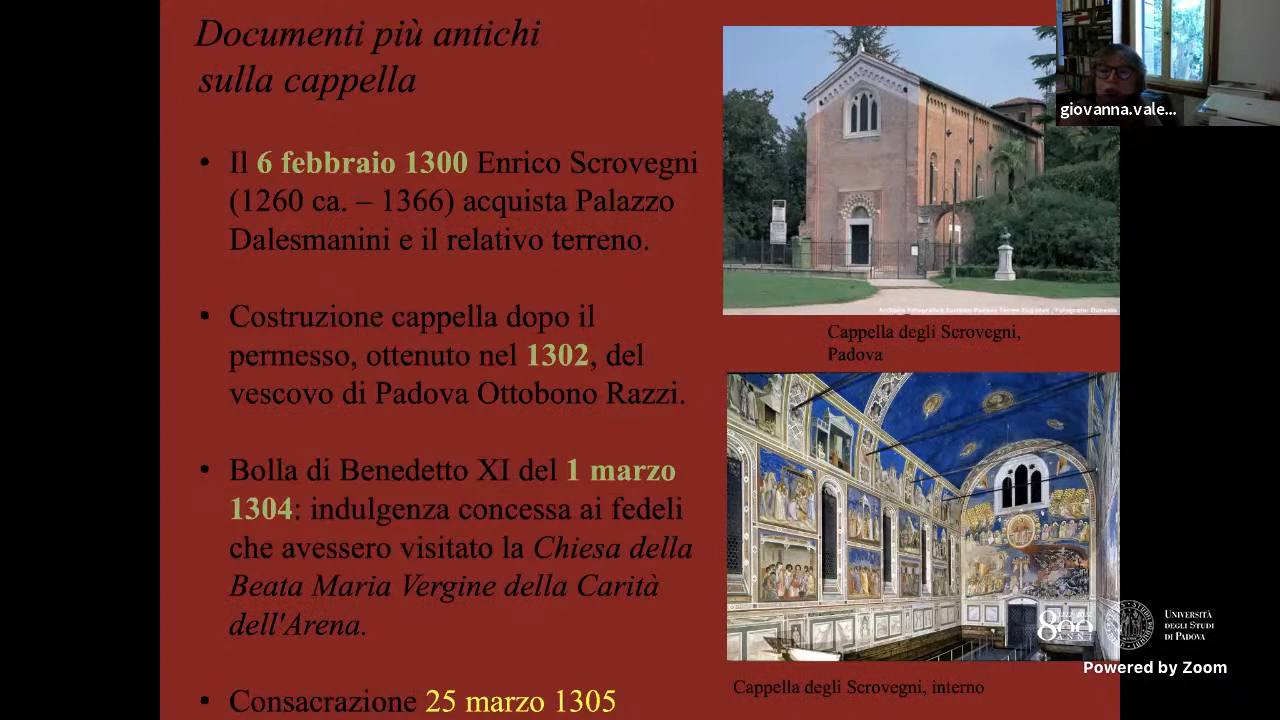 Documenti più antichi
sulla cappella
• Il 6 febbraio 1300 Enrico Scrovegni
(1260 ca. – 1366) acquista Palazzo
Dalesmanini e il relativo terreno.
• Costruzione cappella dopo il
permesso, ottenuto nel 1302, del
vescovo di Padova Ottobono Razzi.
• Bolla di Benedetto XI del 1 marzo
1304: indulgenza concessa ai fedeli
che avessero visitato la Chiesa della
Beata Maria Vergine della Carità
dell'Arena.
• Consacrazione 25 marzo 1305
giovanna.vale...
Cappella degli Scrovegni,
Padova
Cappella degli Scrovegni, interno
800
ANNI
UNIVERSITÀ
DEGLI STUDI
DI PADOVA
Powered by Zoom